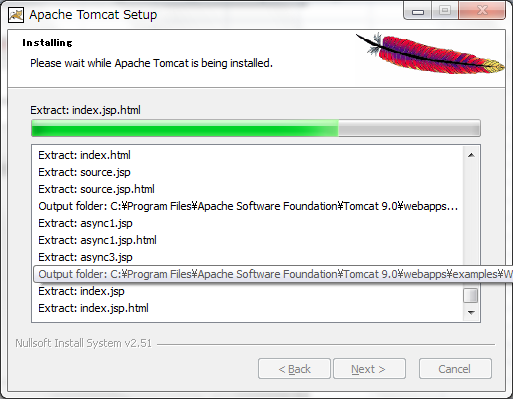 Apache Tomcat Setup
Installing
Please wait while Apache Tomcat is being installed.
Extract: index.jsp.html
Extract: index.html
Extract: source.jsp
Extract: source.jsp.html
Output folder: C:¥Program Files¥Apache Software Foundation¥Tomcat 9.0¥webapps...
Extract: async1.jsp
Extract: async1.jsp.html
Extract: async3.jsp
Output folder: C:¥Program Files¥Apache Software Foundation¥Tomcat 9.0¥webapps¥examples¥W
Extract: index.jsp
Extract: index.jsp.html
Nullsoft Install System v2.51
< Back Next > Cancel